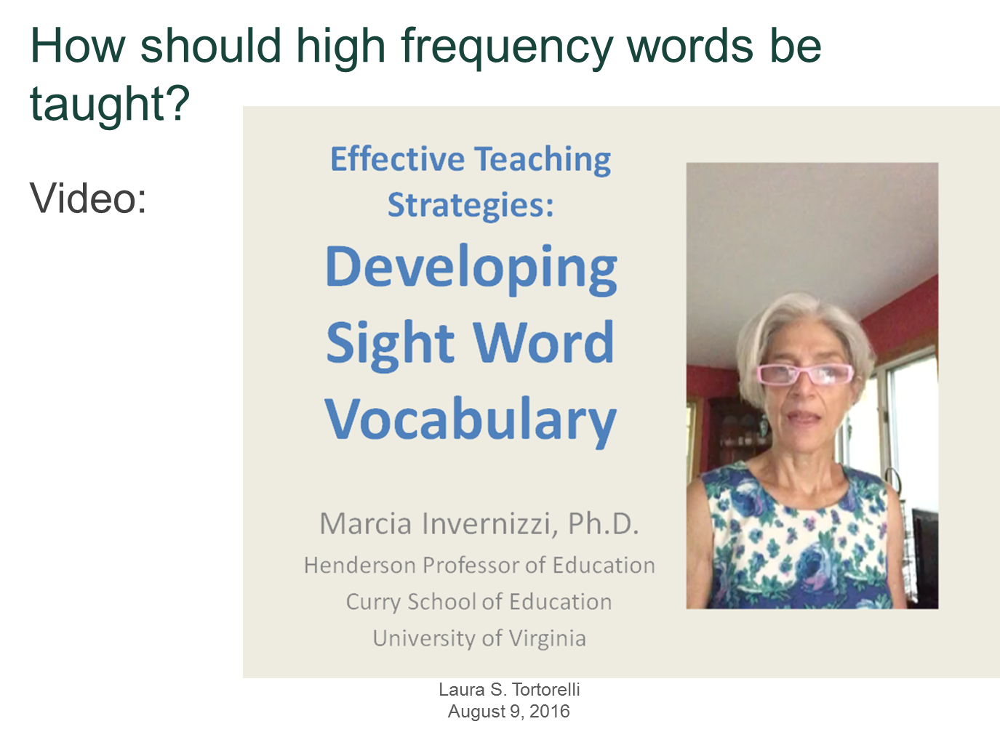 How should high frequency words be
taught?
Video:
Effective Teaching
Strategies:
Developing
Sight Word
Vocabulary
Marcia Invernizzi, Ph.D.
Henderson Professor of Education
Curry School of Education
University of Virginia
Laura S. Tortorelli
August 9, 2016